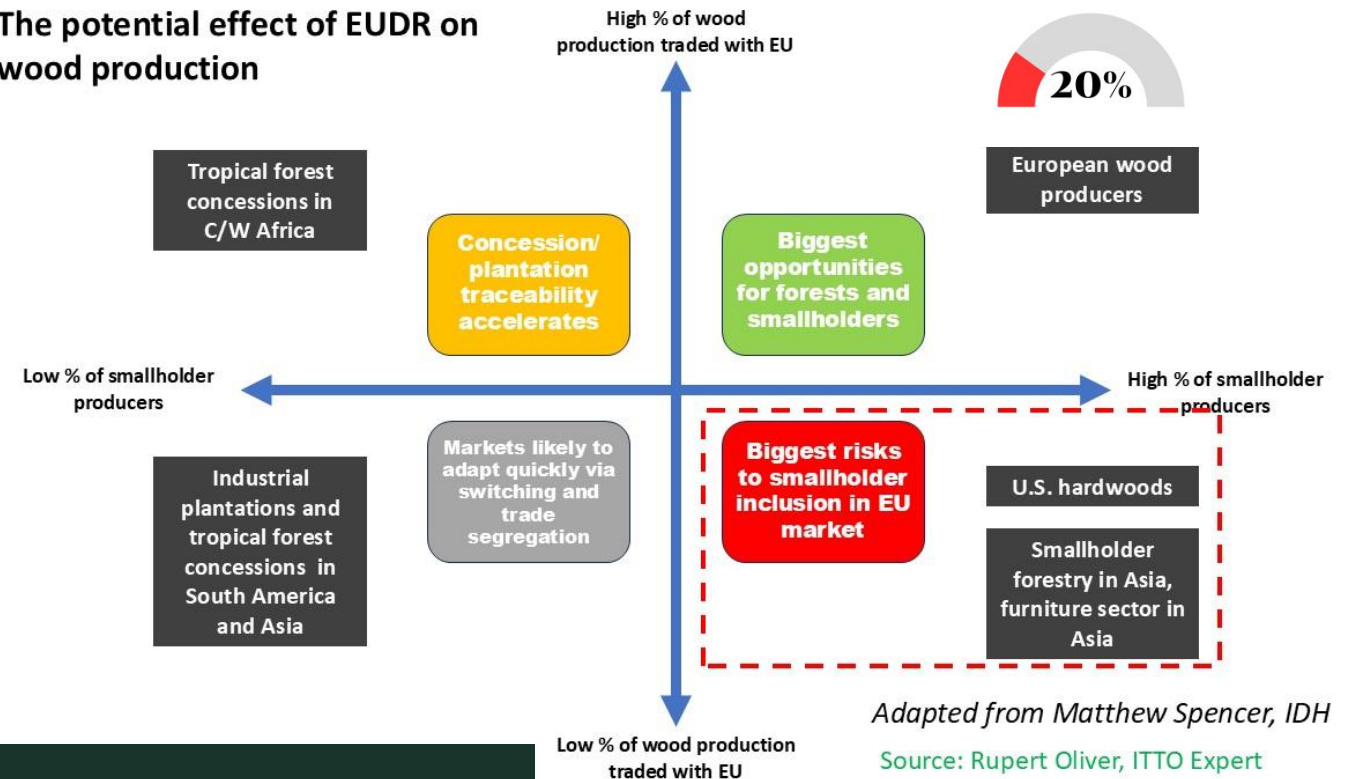 The potential effect of EUDR on
wood production
High % of wood
production traded with EU
20%
Tropical forest
concessions in
C/W Africa
European wood
producers
Concession/
plantation
traceability
accelerates
Biggest
opportunities
for forests and
smallholders
Low % of smallholder
producers
High % of smallholder
producers
Industrial
plantations and
tropical forest
concessions in
South America
and Asia
Markets likely to
adapt quickly via
switching and
trade
segregation
Biggest risks
to smallholder
inclusion in EU
market
U.S. hardwoods
Smallholder
forestry in Asia,
furniture sector in
Asia
Low % of wood production
traded with EU
Adapted from Matthew Spencer, IDH
Source: Rupert Oliver, ITTO Expert